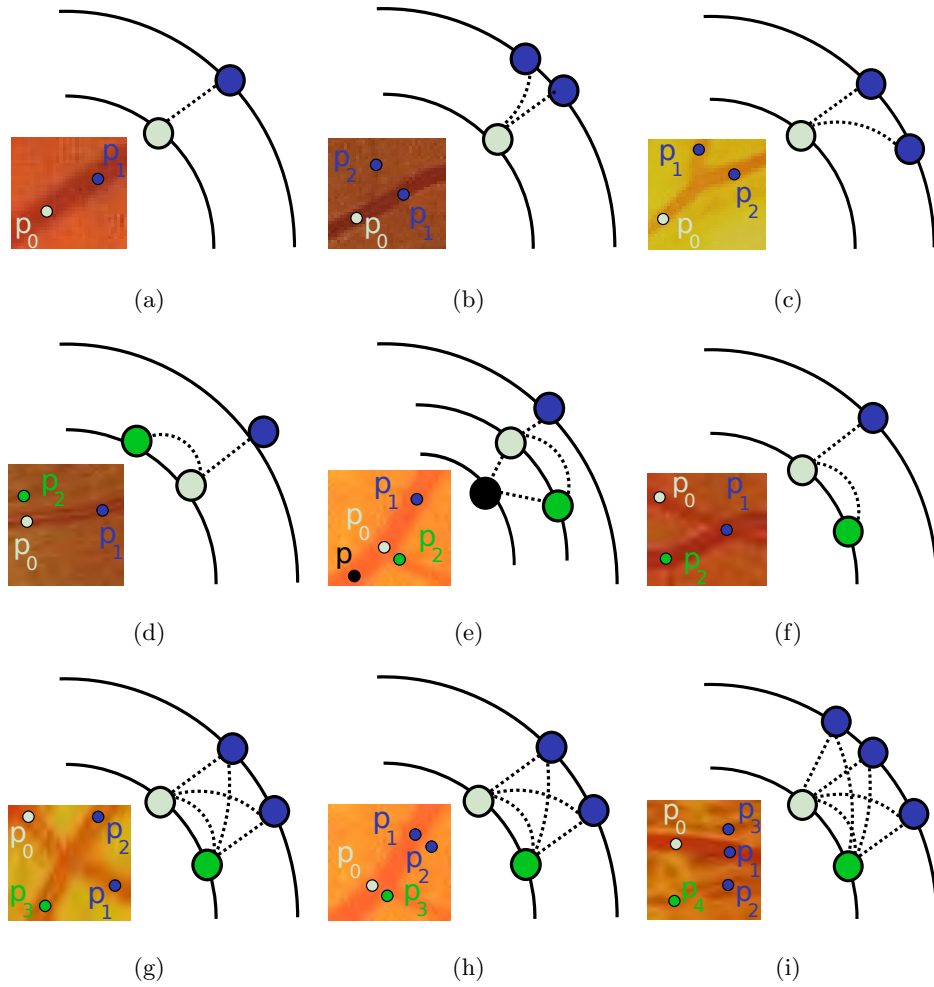 p₁
p₀
(a)
p₂
p₁
p₀
(b)
p₁
p₂
p₀
(c)
p₂
p₀
p₁
(d)
p₁
p₀
p₂
p
(e)
p₀
p₁
p₂
(f)
p₀
p₂
p₃
p₁
(g)
p₁
p₂
p₀
p₃
(h)
p₀
p₃
p₁
p₄
p₂
(i)